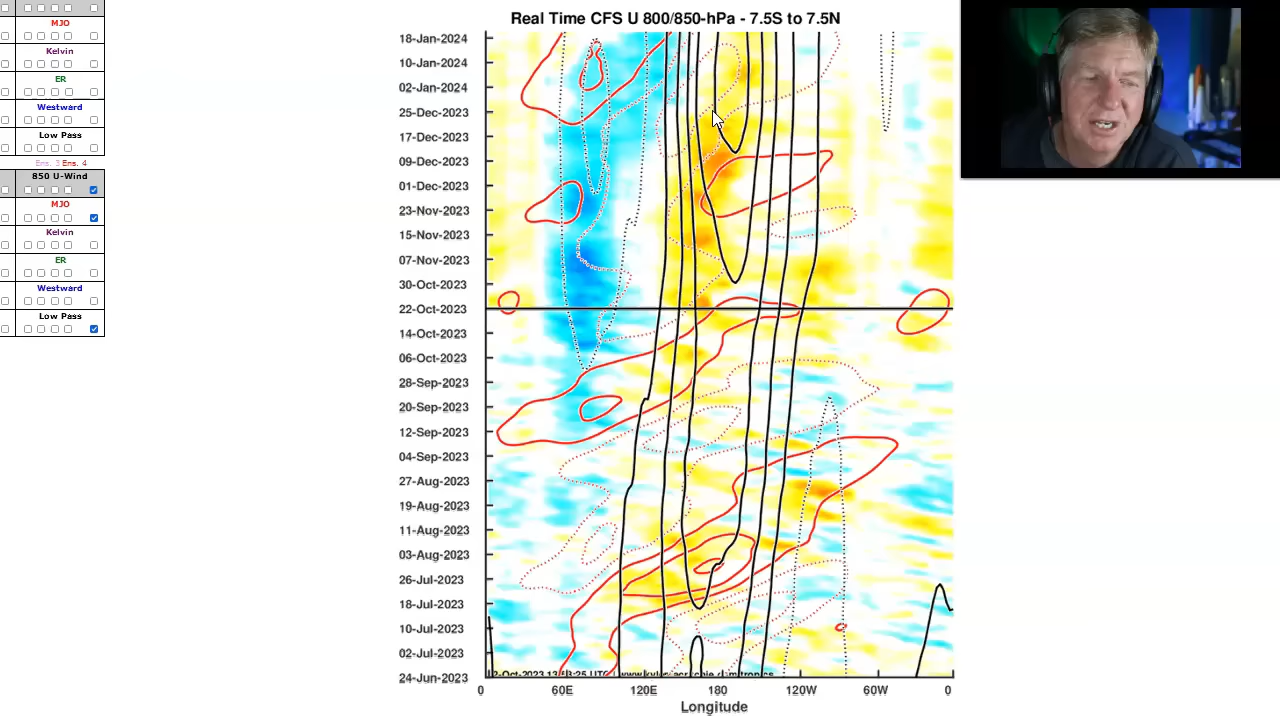 MJO
Kelvin
ER
Westward
Low Pass
Ens. 3 Ens. 4
850 U-Wind
MJO
Kelvin
ER
Westward
Low Pass
Real Time CFS U 800/850-hPa - 7.5S to 7.5N
18-Jan-2024
10-Jan-2024
02-Jan-2024
25-Dec-2023
17-Dec-2023
09-Dec-2023
01-Dec-2023
23-Nov-2023
15-Nov-2023
07-Nov-2023
30-Oct-2023
22-Oct-2023
14-Oct-2023
06-Oct-2023
28-Sep-2023
20-Sep-2023
12-Sep-2023
04-Sep-2023
27-Aug-2023
19-Aug-2023
11-Aug-2023
03-Aug-2023
26-Jul-2023
18-Jul-2023
10-Jul-2023
02-Jul-2023
24-Jun-2023
0 60E 120E 180 120W 60W 0
Longitude